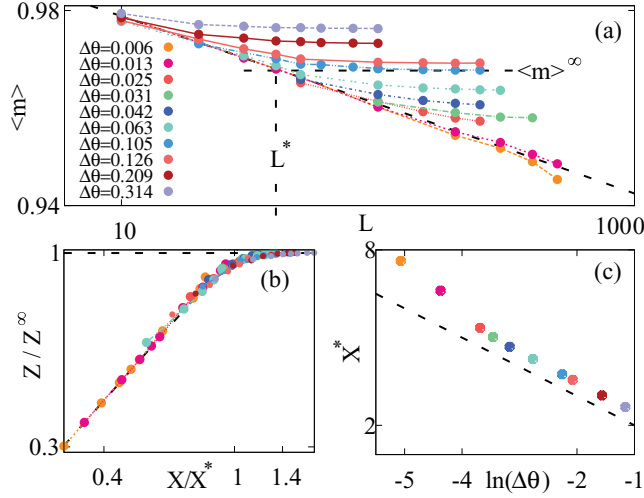 0.98
(a)
Δθ=0.006
Δθ=0.013
Δθ=0.025
Δθ=0.031
Δθ=0.042
Δθ=0.063
Δθ=0.105
Δθ=0.126
Δθ=0.209
Δθ=0.314
<m>∞
<m>
L*
0.94
10
L
1000
1
(b)
Z / Z∞
0.3
0.4
X/X*
1
1.4
8
(c)
X*
2
-5
-4
ln(Δθ)
-2
-1